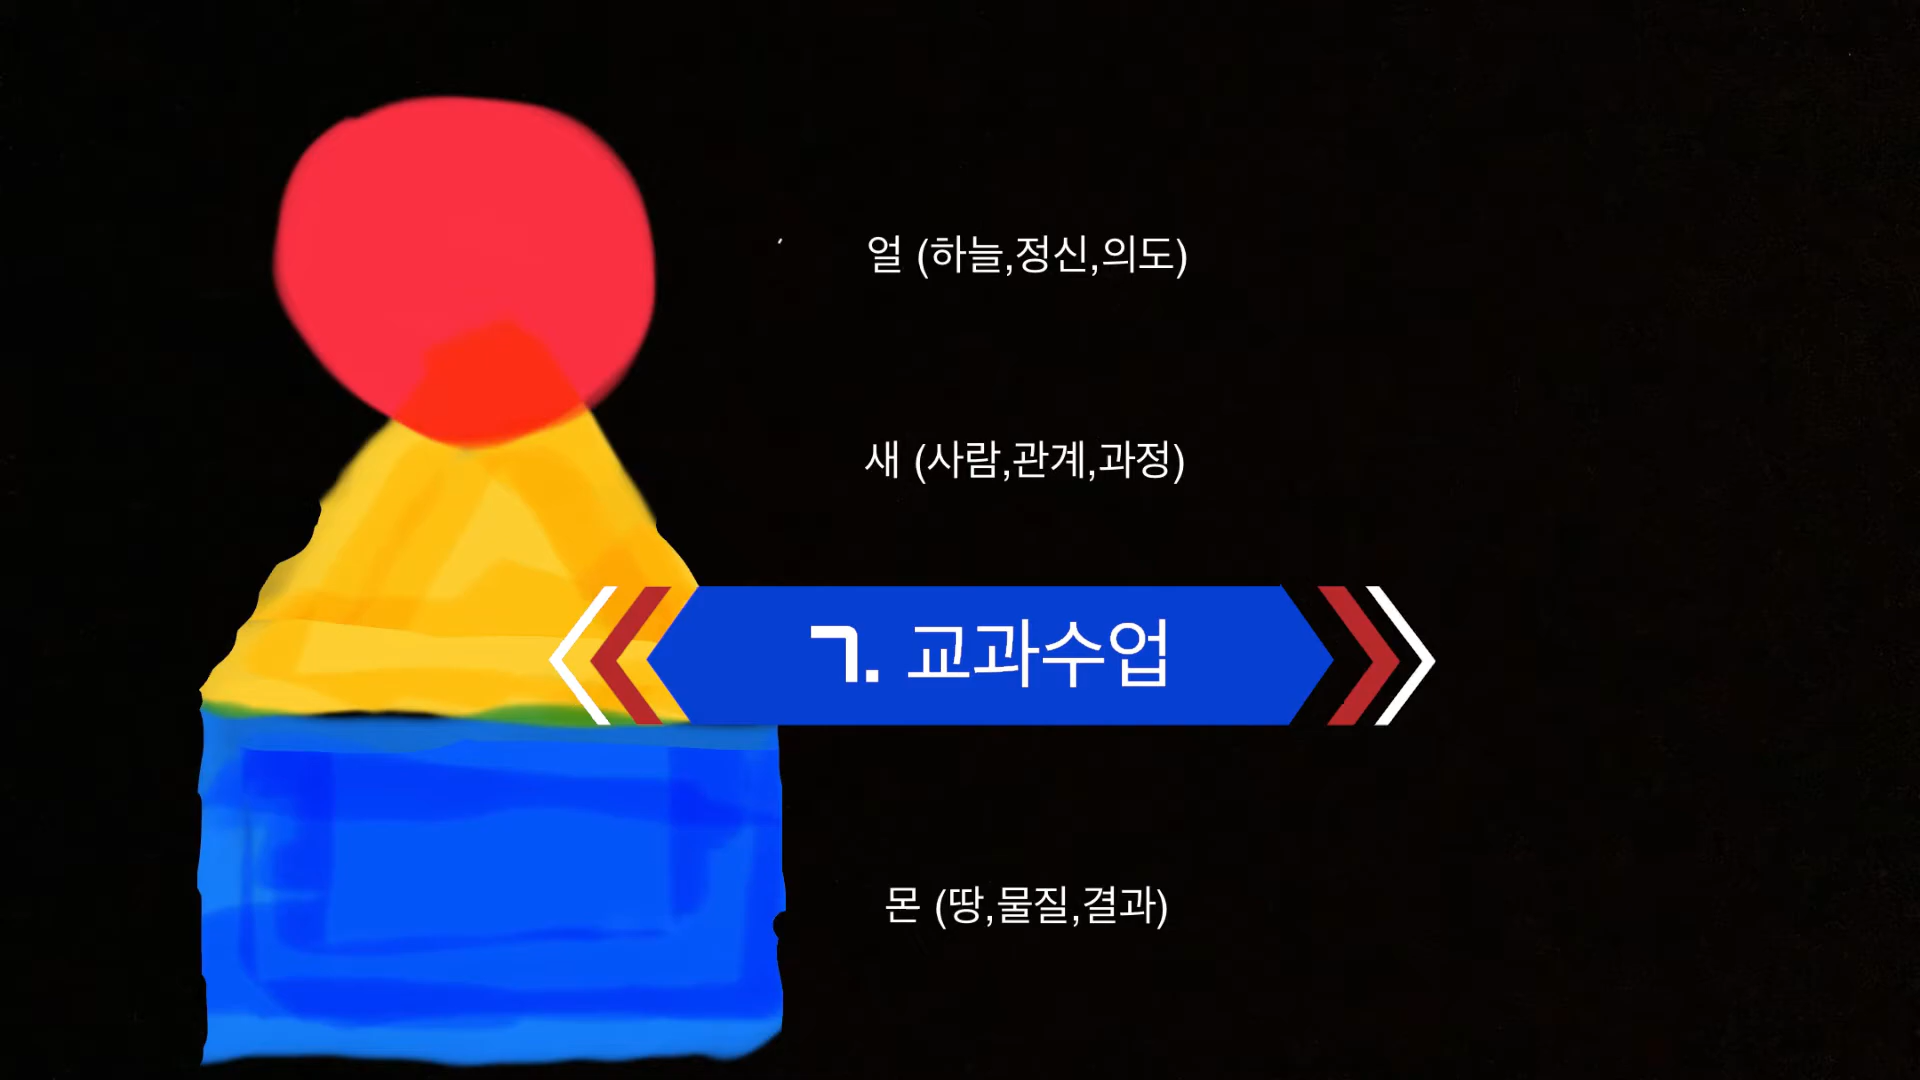 얼 (하늘,정신,의도)
새 (사람,관계,과정)
7. 교과수업
몬 (땅,물질,결과)